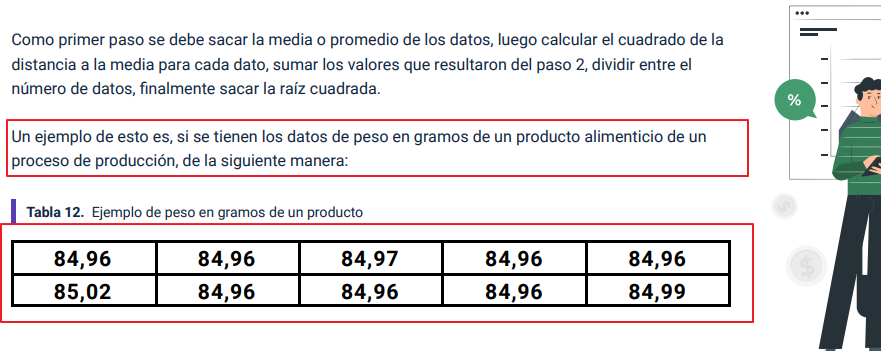 Como primer paso se debe sacar la media o promedio de los datos, luego calcular el cuadrado de la
distancia a la media para cada dato, sumar los valores que resultaron del paso 2, dividir entre el
número de datos, finalmente sacar la raíz cuadrada.
%
Un ejemplo de esto es, si se tienen los datos de peso en gramos de un producto alimenticio de un
proceso de producción, de la siguiente manera:
Tabla 12. Ejemplo de peso en gramos de un producto
84,96 84,96 84,97 84,96 84,96
85,02 84,96 84,96 84,96 84,99
$
$